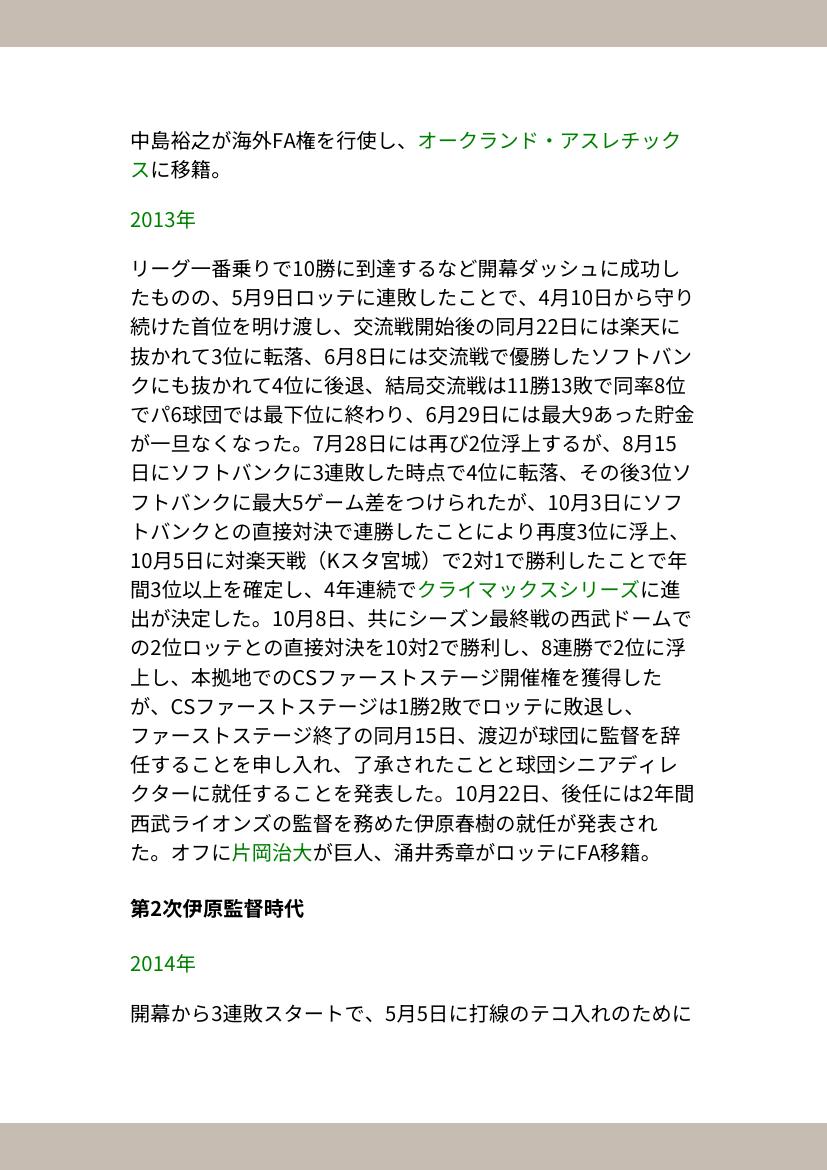 中島裕之が海外FA権を行使し、オークランド・アスレチック
スに移籍。
2013年
リーグ一番乗りで10勝に到達するなど開幕ダッシュに成功し
たものの、5月9日ロッテに連敗したことで、4月10日から守り
続けた首位を明け渡し、交流戦開始後の同月22日には楽天に
抜かれて3位に転落、6月8日には交流戦で優勝したソフトバン
クにも抜かれて4位に後退、結局交流戦は11勝13敗で同率8位
でパ6球団では最下位に終わり、6月29日には最大9あった貯金
が一旦なくなった。7月28日には再び2位浮上するが、8月15
日にソフトバンクに3連敗した時点で4位に転落、その後3位ソ
フトバンクに最大5ゲーム差をつけられたが、10月3日にソフ
トバンクとの直接対決で連勝したことにより再度3位に浮上、
10月5日に対楽天戦（Kスタ宮城）で2対1で勝利したことで年
間3位以上を確定し、4年連続でクライマックスシリーズに進
出が決定した。10月8日、共にシーズン最終戦の西武ドームで
の2位ロッテとの直接対決を10対2で勝利し、8連勝で2位に浮
上し、本拠地でのCSファーストステージ開催権を獲得した
が、CSファーストステージは1勝2敗でロッテに敗退し、
ファーストステージ終了の同月15日、渡辺が球団に監督を辞
任することを申し入れ、了承されたことと球団シニアディレ
クターに就任することを発表した。10月22日、後任には2年間
西武ライオンズの監督を務めた伊原春樹の就任が発表され
た。オフに片岡治大が巨人、涌井秀章がロッテにFA移籍。
第2次伊原監督時代
2014年
開幕から3連敗スタートで、5月5日に打線のテコ入れのために